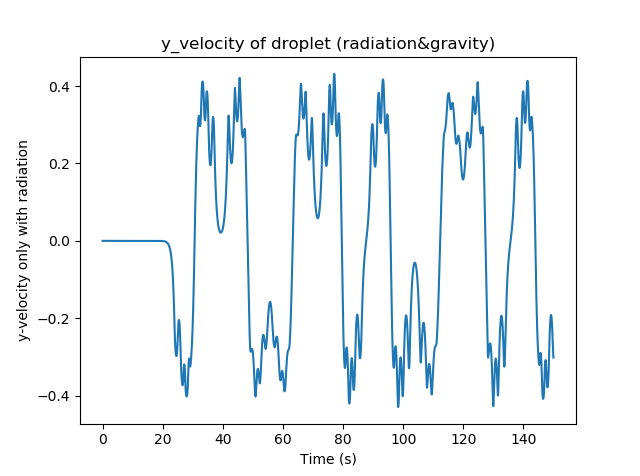 y_velocity of droplet (radiation&gravity)
y-velocity only with radiation
0.4
0.2
0.0
−0.2
−0.4
0 20 40 60 80 100 120 140
Time (s)